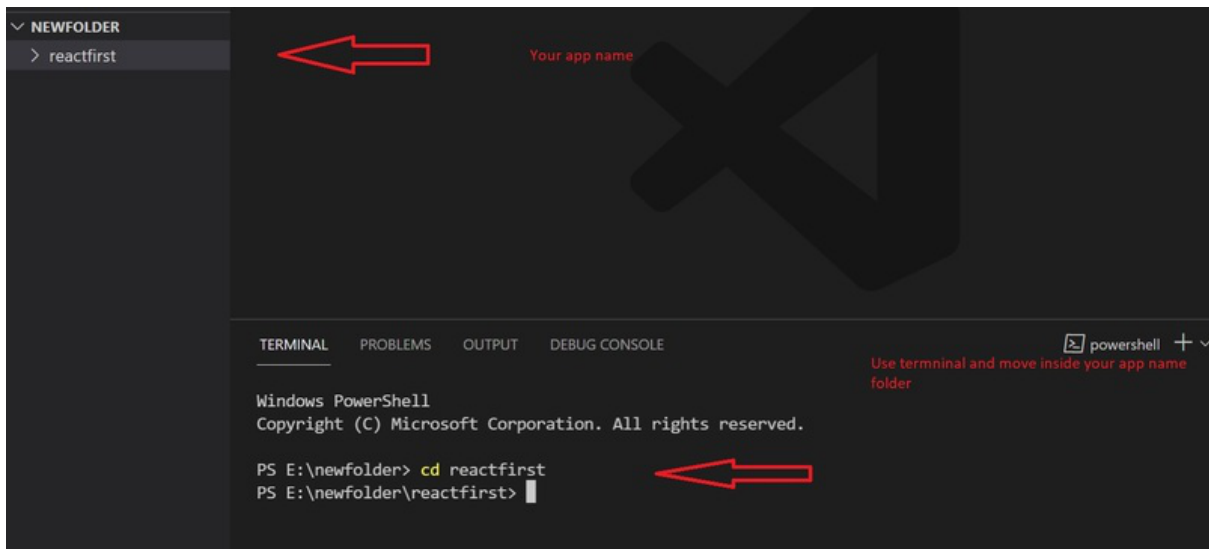 NEWFOLDER
reactfirst
Your app name
TERMINAL PROBLEMS OUTPUT DEBUG CONSOLE
powershell
Use termninal and move inside your app name
folder
Windows PowerShell
Copyright (C) Microsoft Corporation. All rights reserved.
PS E:\newfolder> cd reactfirst
PS E:\newfolder\reactfirst>